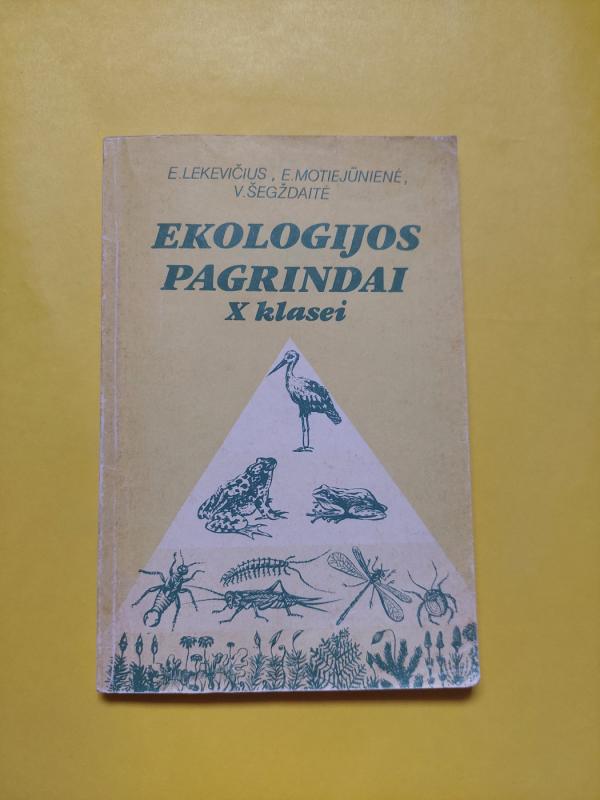 E.LEKEVIČIUS, E.MOTIEJŪNIENĖ,
V.ŠEGŽDAITĖ
EKOLOGIJOS
PAGRINDAI
X klasei